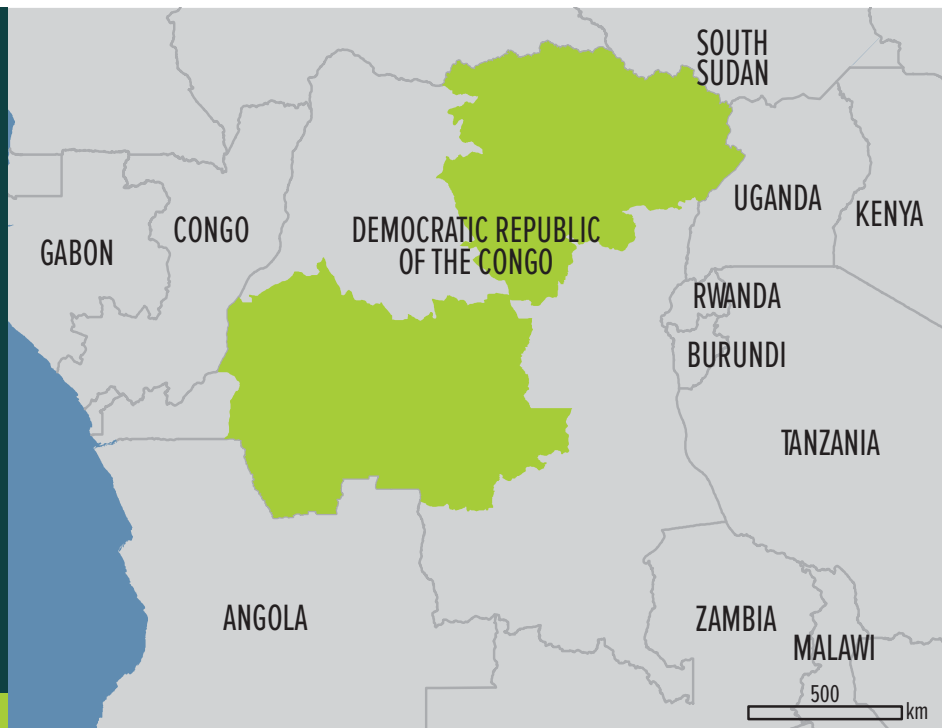 SOUTH
SUDAN
UGANDA
KENYA
CONGO
GABON
DEMOCRATIC REPUBLIC
OF THE CONGO
RWANDA
BURUNDI
TANZANIA
ANGOLA
ZAMBIA
MALAWI
500
km